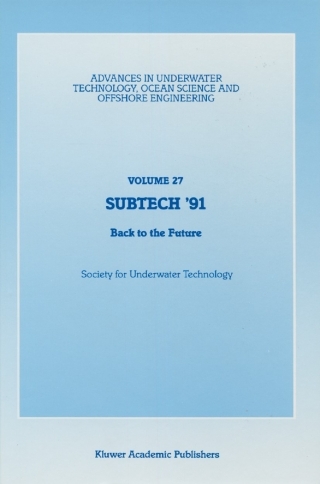 ADVANCES IN UNDERWATER
TECHNOLOGY, OCEAN SCIENCE AND
OFFSHORE ENGINEERING
VOLUME 27
SUBTECH '91
Back to the Future
Society for Underwater Technology
Kluwer Academic Publishers